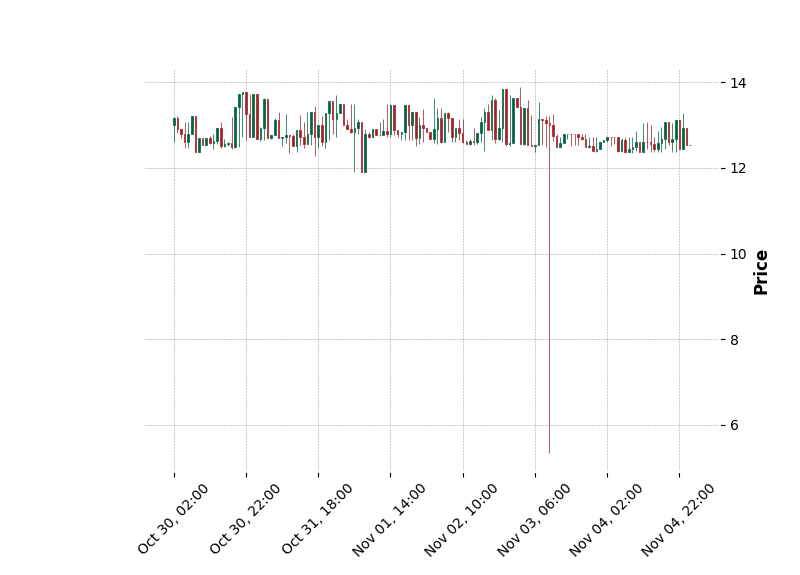 14
12
10
8
6
Price
Oct 30, 02:00
Oct 30, 22:00
Oct 31, 18:00
Nov 01, 14:00
Nov 02, 10:00
Nov 03, 06:00
Nov 04, 02:00
Nov 04, 22:00